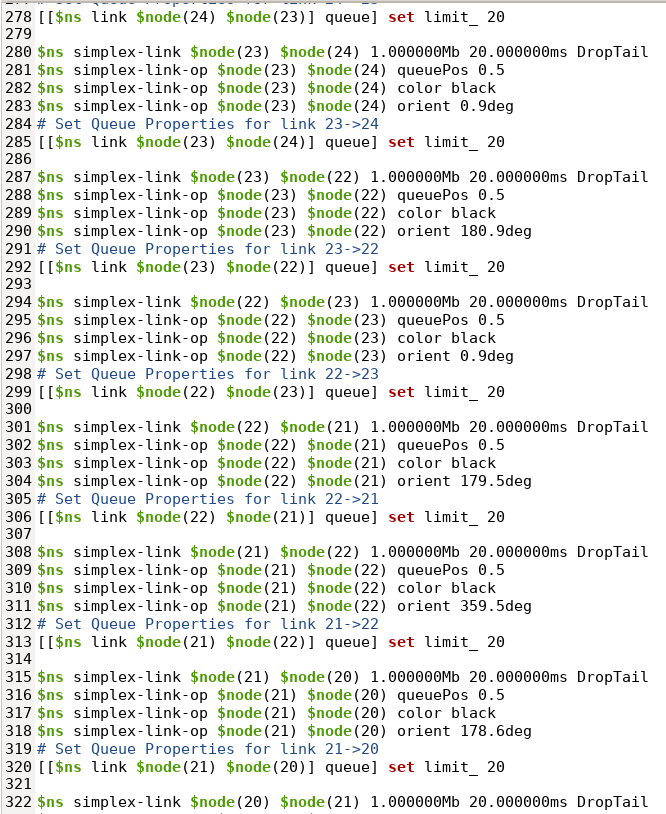 278 [[$ns link $node(24) $node(23)] queue] set limit_ 20
279
280 $ns simplex-link $node(23) $node(24) 1.000000Mb 20.000000ms DropTail
281 $ns simplex-link-op $node(23) $node(24) queuePos 0.5
282 $ns simplex-link-op $node(23) $node(24) color black
283 $ns simplex-link-op $node(23) $node(24) orient 0.9deg
284 # Set Queue Properties for link 23->24
285 [[$ns link $node(23) $node(24)] queue] set limit_ 20
286
287 $ns simplex-link $node(23) $node(22) 1.000000Mb 20.000000ms DropTail
288 $ns simplex-link-op $node(23) $node(22) queuePos 0.5
289 $ns simplex-link-op $node(23) $node(22) color black
290 $ns simplex-link-op $node(23) $node(22) orient 180.9deg
291 # Set Queue Properties for link 23->22
292 [[$ns link $node(23) $node(22)] queue] set limit_ 20
293
294 $ns simplex-link $node(22) $node(23) 1.000000Mb 20.000000ms DropTail
295 $ns simplex-link-op $node(22) $node(23) queuePos 0.5
296 $ns simplex-link-op $node(22) $node(23) color black
297 $ns simplex-link-op $node(22) $node(23) orient 0.9deg
298 # Set Queue Properties for link 22->23
299 [[$ns link $node(22) $node(23)] queue] set limit_ 20
300
301 $ns simplex-link $node(22) $node(21) 1.000000Mb 20.000000ms DropTail
302 $ns simplex-link-op $node(22) $node(21) queuePos 0.5
303 $ns simplex-link-op $node(22) $node(21) color black
304 $ns simplex-link-op $node(22) $node(21) orient 179.5deg
305 # Set Queue Properties for link 22->21
306 [[$ns link $node(22) $node(21)] queue] set limit_ 20
307
308 $ns simplex-link $node(21) $node(22) 1.000000Mb 20.000000ms DropTail
309 $ns simplex-link-op $node(21) $node(22) queuePos 0.5
310 $ns simplex-link-op $node(21) $node(22) color black
311 $ns simplex-link-op $node(21) $node(22) orient 359.5deg
312 # Set Queue Properties for link 21->22
313 [[$ns link $node(21) $node(22)] queue] set limit_ 20
314
315 $ns simplex-link $node(21) $node(20) 1.000000Mb 20.000000ms DropTail
316 $ns simplex-link-op $node(21) $node(20) queuePos 0.5
317 $ns simplex-link-op $node(21) $node(20) color black
318 $ns simplex-link-op $node(21) $node(20) orient 178.6deg
319 # Set Queue Properties for link 21->20
320 [[$ns link $node(21) $node(20)] queue] set limit_ 20
321
322 $ns simplex-link $node(20) $node(21) 1.000000Mb 20.000000ms DropTail